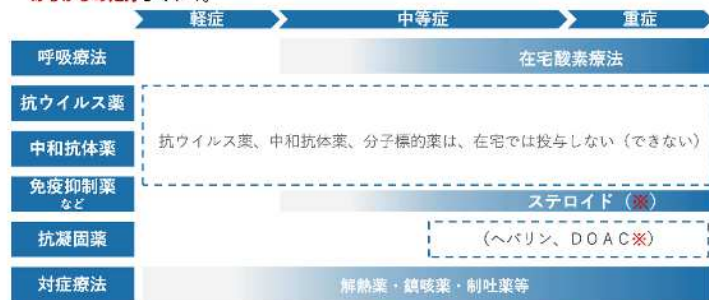 軽症 中等症 重症
呼吸療法 在宅酸素療法
抗ウイルス薬
中和抗体薬 抗ウイルス薬、中和抗体薬、分子標的薬は、在宅では投与しない（できない）
免疫抑制薬
など
ステロイド（※）
抗凝固薬 （ヘパリン、DOAC※）
対症療法 解熱薬・鎮咳薬・制吐薬等